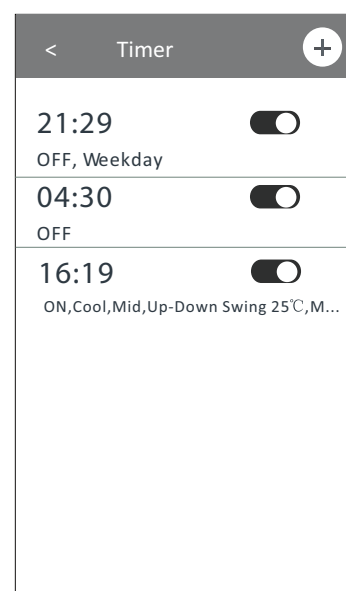 < Timer +
21:29
OFF, Weekday
04:30
OFF
16:19
ON,Cool,Mid,Up-Down Swing 25℃,M...